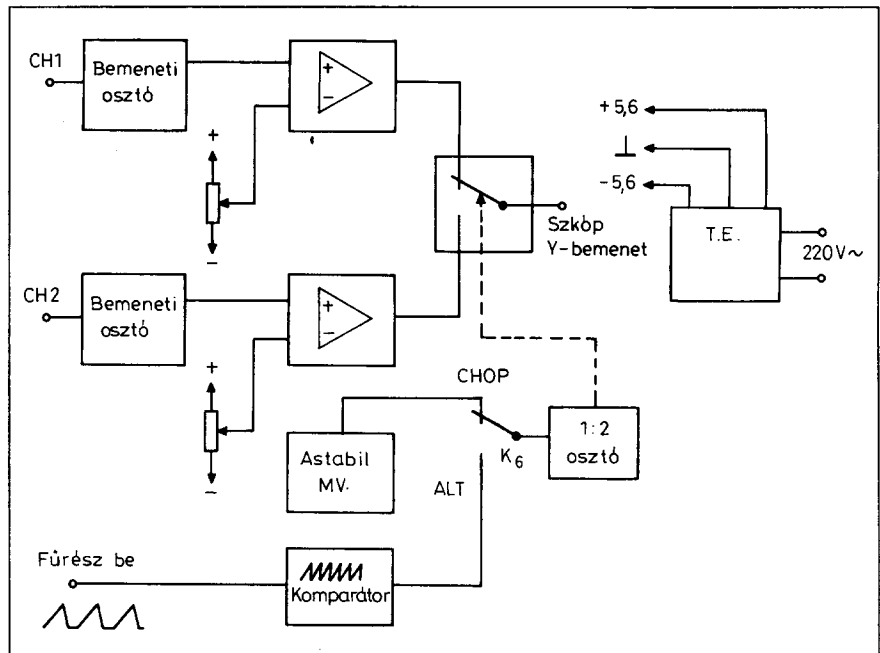 CH1
Bemeneti
osztó
+
−
+
−
+ 5,6
⊥
− 5,6
T.E.
220V~
Szkóp
Y-bemenet
CH2
Bemeneti
osztó
+
−
+
−
CHOP
Astabil
MV.
ALT
K6
1:2
osztó
Fűrész be
Komparátor